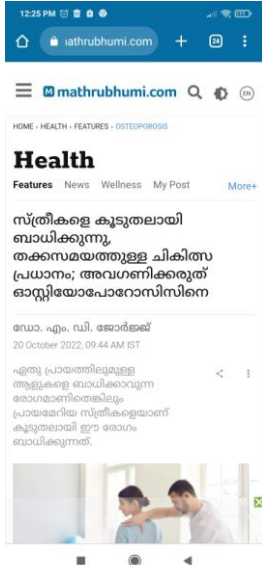 12:25 PM
mathrubhumi.com
24
mathrubhumi.com
EN
HOME › HEALTH › FEATURES › OSTEOPOROSIS
Health
Features News Wellness My Post More+
സ്ത്രീകളെ കൂടുതലായി
ബാധിക്കുന്നു,
തക്കസമയത്തുള്ള ചികിത്സ
പ്രധാനം; അവഗണിക്കരുത്
ഓസ്റ്റിയോപോറോസിസിനെ
ഡോ. എം. ഡി. ജോർജ്ജ്
20 October 2022, 09:44 AM IST
ഏതു പ്രായത്തിലുമുള്ള
ആളുകളെ ബാധിക്കാവുന്ന
രോഗമാണിതെങ്കിലും
പ്രായമേറിയ സ്ത്രീകളെയാണ്
കൂടുതലായി ഈ രോഗം
ബാധിക്കുന്നത്.